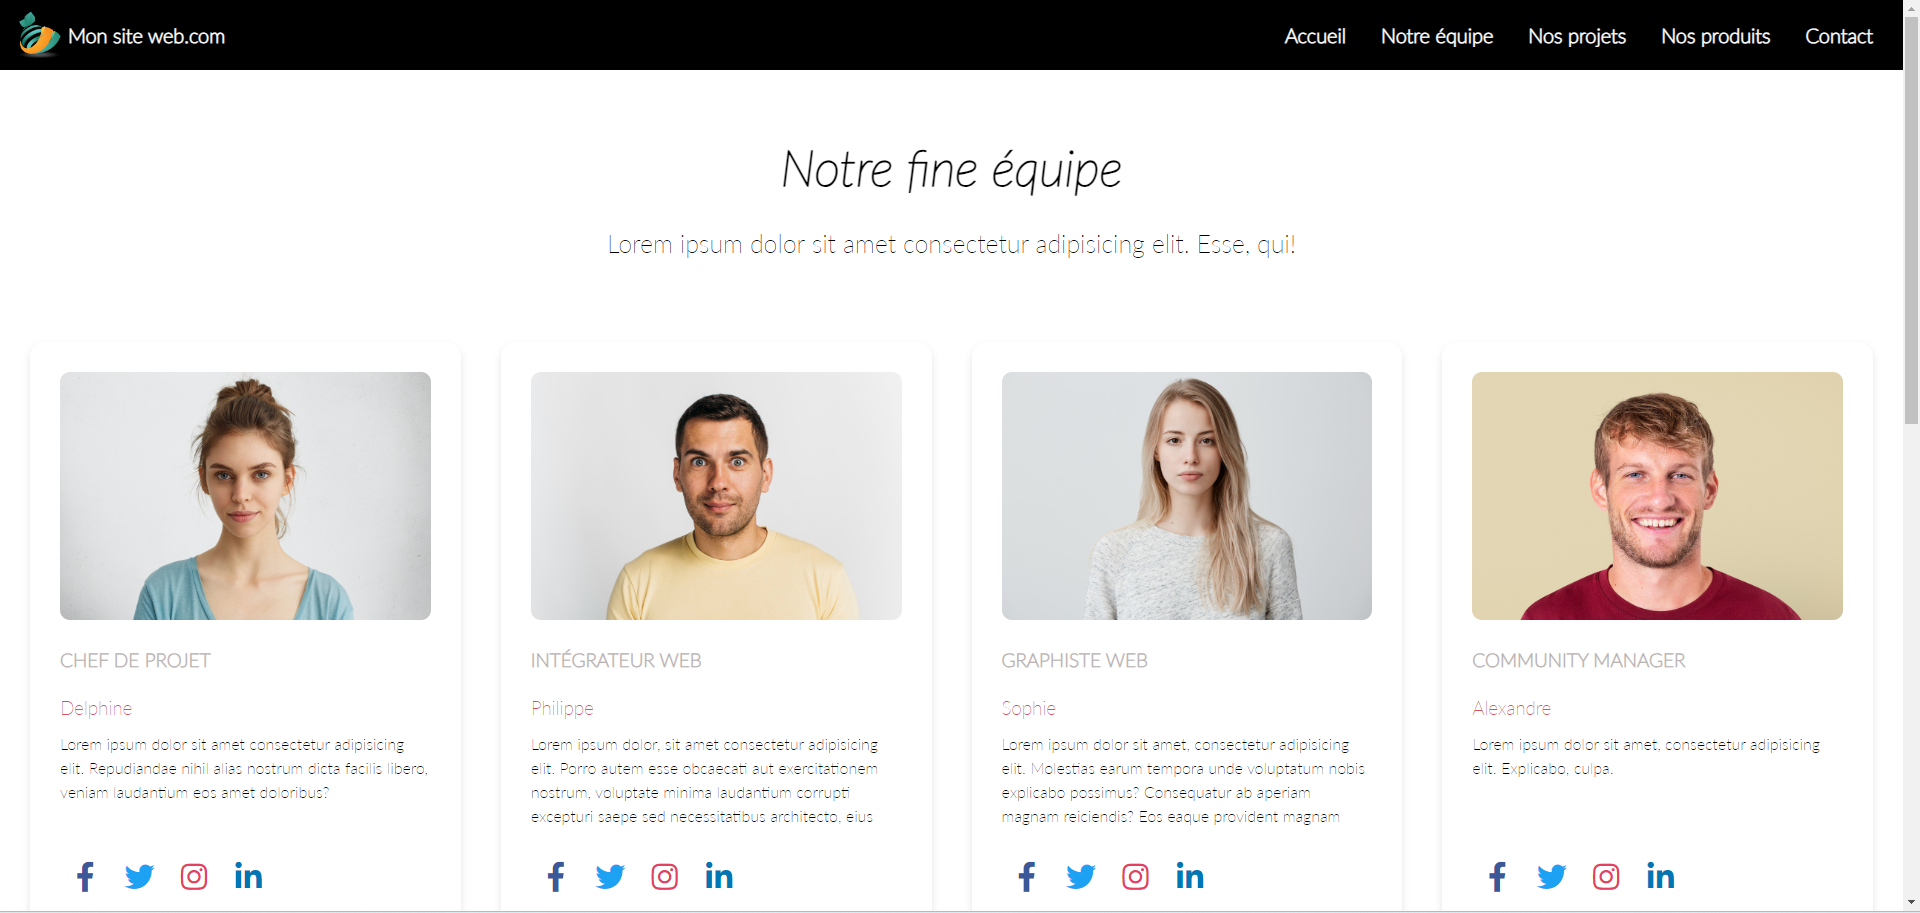 Mon site web.com
Accueil
Notre équipe
Nos projets
Nos produits
Contact
Notre fine équipe
Lorem ipsum dolor sit amet consectetur adipisicing elit. Esse, qui!
CHEF DE PROJET
Delphine
Lorem ipsum dolor sit amet consectetur adipisicing
elit. Repudiandae nihil alias nostrum dicta facilis libero,
veniam laudantium eos amet doloribus?
INTÉGRATEUR WEB
Philippe
Lorem ipsum dolor, sit amet consectetur adipisicing
elit. Porro autem esse obcaecati aut exercitationem
nostrum, voluptate minima laudantium corrupti
excepturi saepe sed necessitatibus architecto, eius
GRAPHISTE WEB
Sophie
Lorem ipsum dolor sit amet, consectetur adipisicing
elit. Molestias earum tempora unde voluptatum nobis
explicabo possimus? Consequatur ab aperiam
magnam reiciendis? Eos eaque provident magnam
COMMUNITY MANAGER
Alexandre
Lorem ipsum dolor sit amet, consectetur adipisicing
elit. Explicabo, culpa.